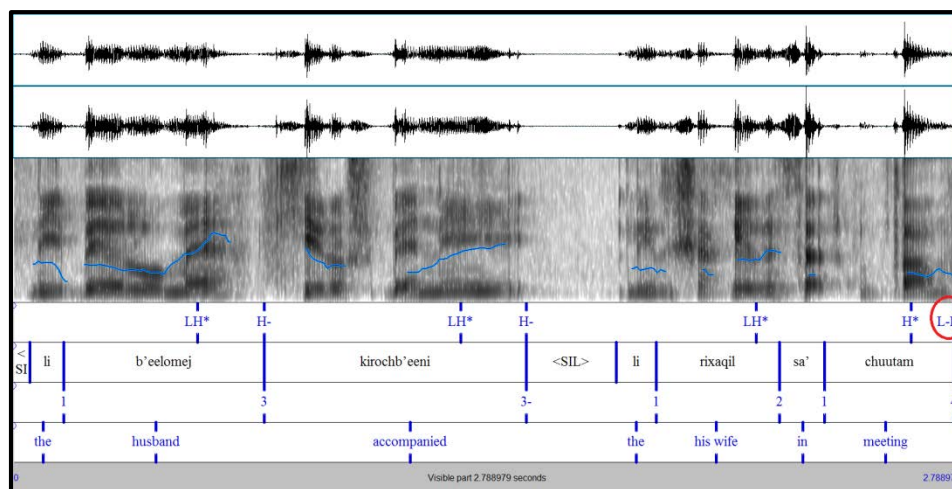 LH* H- LH* H- LH* H* L-
< SI li b’eelomej kirochb’eeni <SIL> li rixaqil sa’ chuutam
1 3 3- 1 2 1
the husband accompanied the his wife in meeting
0 Visible part 2.788979 seconds 2.7889